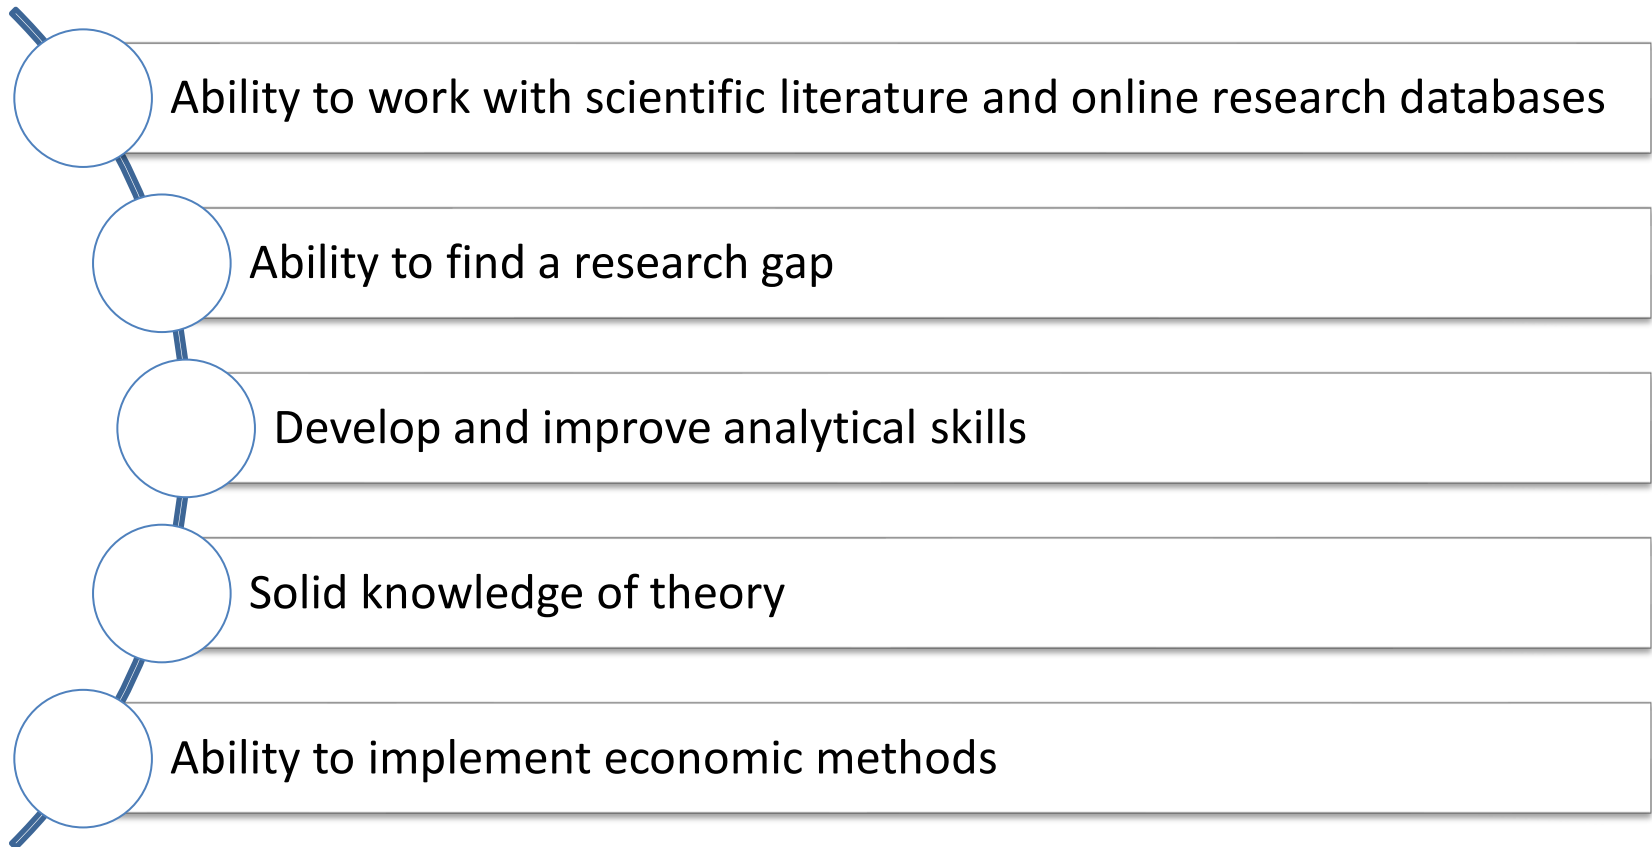 Ability to work with scientific literature and online research databases
Ability to find a research gap
Develop and improve analytical skills
Solid knowledge of theory
Ability to implement economic methods